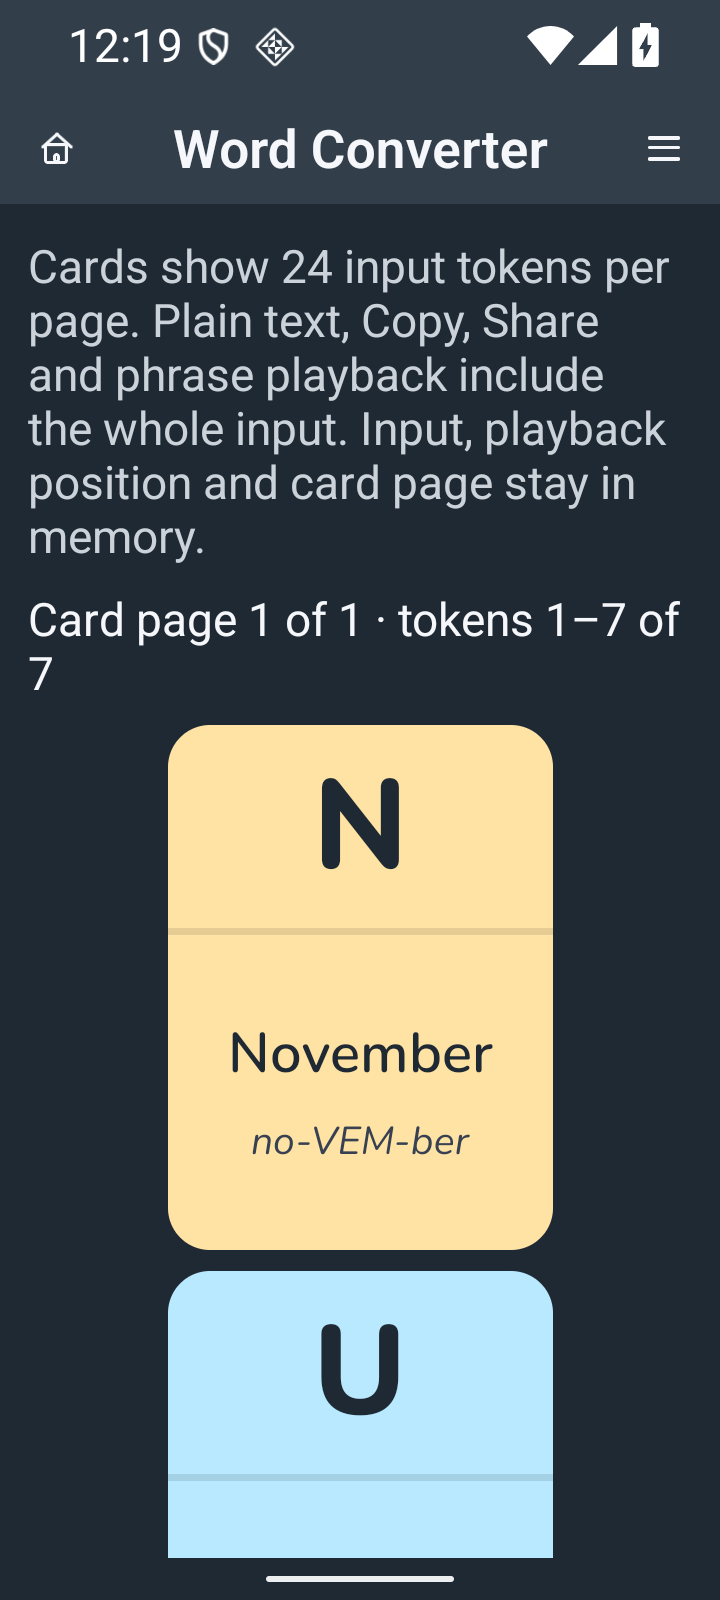 12:19
Word Converter
Cards show 24 input tokens per
page. Plain text, Copy, Share
and phrase playback include
the whole input. Input, playback
position and card page stay in
memory.
Card page 1 of 1 · tokens 1–7 of
7
N
November
no-VEM-ber
U